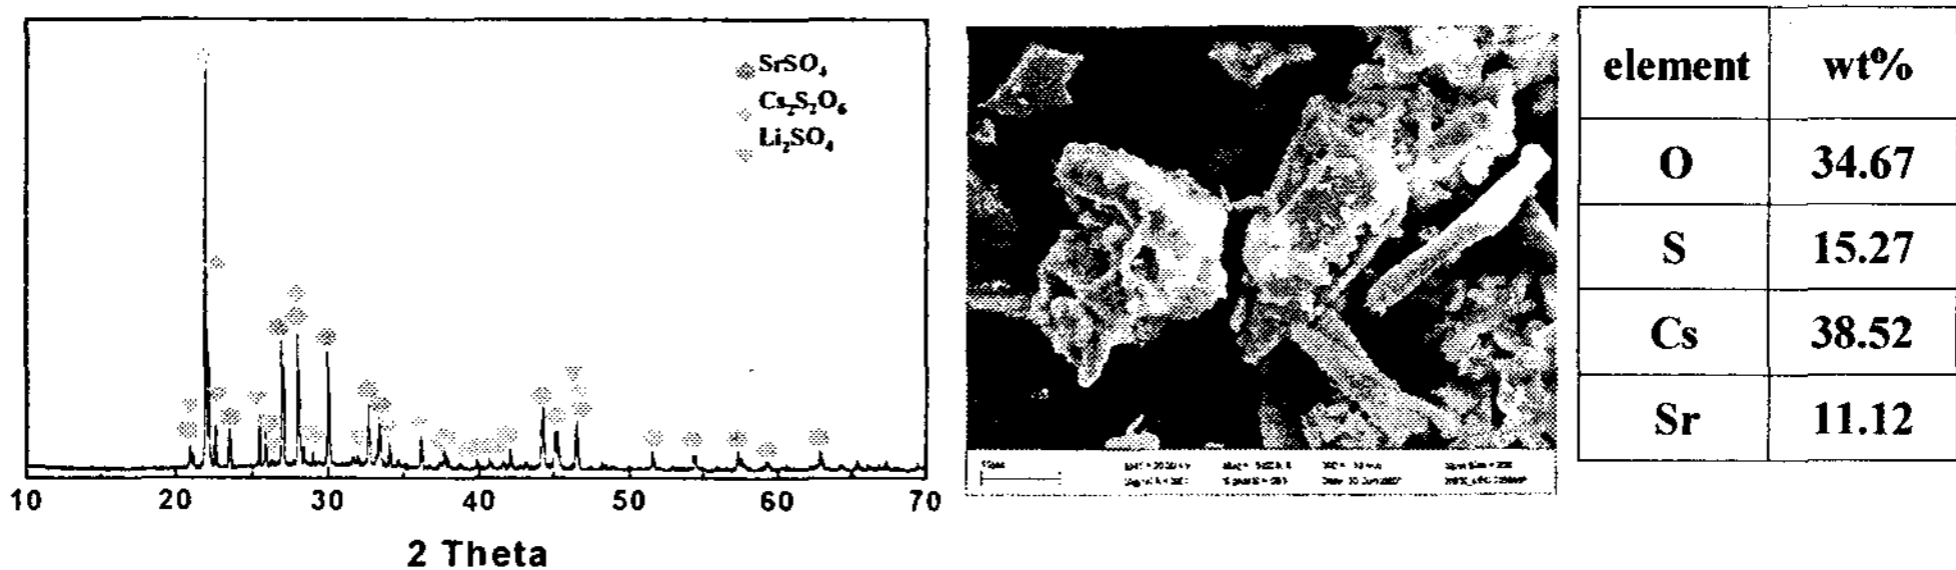 SrSO₄
Cs₂S₂O₆
Li₂SO₄
10 20 30 40 50 60 70
2 Theta
element wt%
O 34.67
S 15.27
Cs 38.52
Sr 11.12